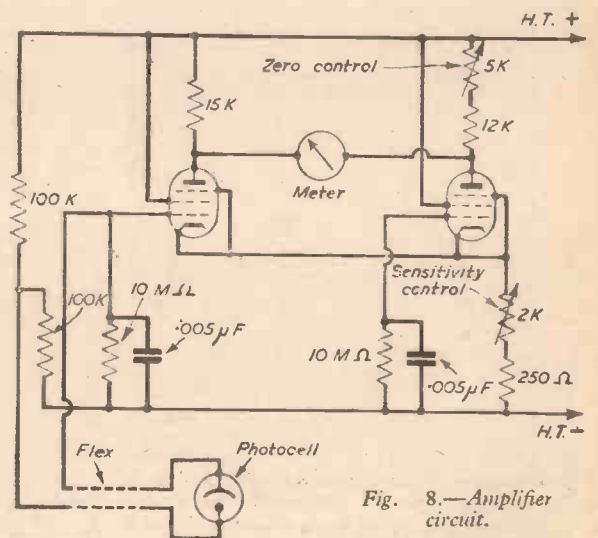 H.T. +
Zero control
5K
15K
12K
Meter
100 K
Sensitivity
control
100K
10 MΩ
.005μF
2K
10 MΩ
.005μF
250 Ω
H.T.-
Flex
Photocell
Fig. 8.—Amplifier
circuit.